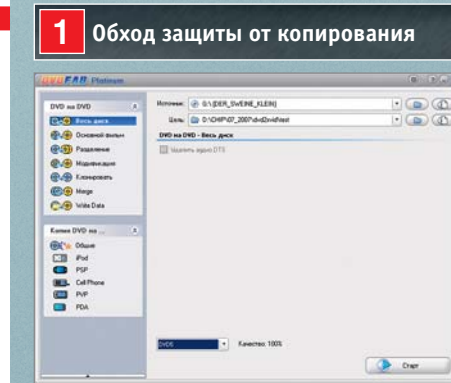 1 Обход защиты от копирования
DVDFAB Platinum
DVD на DVD
Весь диск
Основной фильм
Разделение
Модификация
Клонировать
Merge
Write Data
Копия DVD на ...
Общие
iPod
PSP
Cell Phone
PVP
PDA
Источник: G:\ (DER_SWEINE_KLEIN)
Цель: D:\CHIP\07_2007\dvd2xvid\test
DVD на DVD - Весь диск
Удалить аудио DTS
DVD5
Качество: 100%
Старт